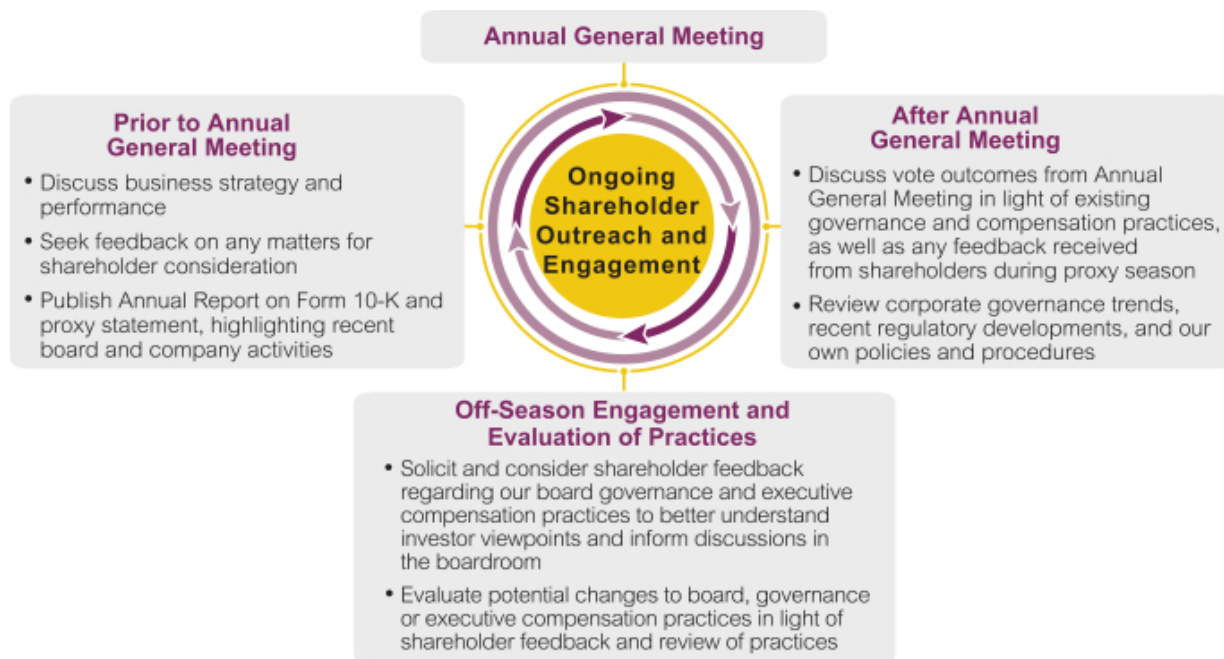 Annual General Meeting
Prior to Annual
General Meeting
• Discuss business strategy and
performance
• Seek feedback on any matters for
shareholder consideration
• Publish Annual Report on Form 10-K and
proxy statement, highlighting recent
board and company activities
Ongoing
Shareholder
Outreach and
Engagement
After Annual
General Meeting
• Discuss vote outcomes from Annual
General Meeting in light of existing
governance and compensation practices,
as well as any feedback received
from shareholders during proxy season
• Review corporate governance trends,
recent regulatory developments, and our
own policies and procedures
Off-Season Engagement and
Evaluation of Practices
• Solicit and consider shareholder feedback
regarding our board governance and executive
compensation practices to better understand
investor viewpoints and inform discussions in
the boardroom
• Evaluate potential changes to board, governance
or executive compensation practices in light of
shareholder feedback and review of practices